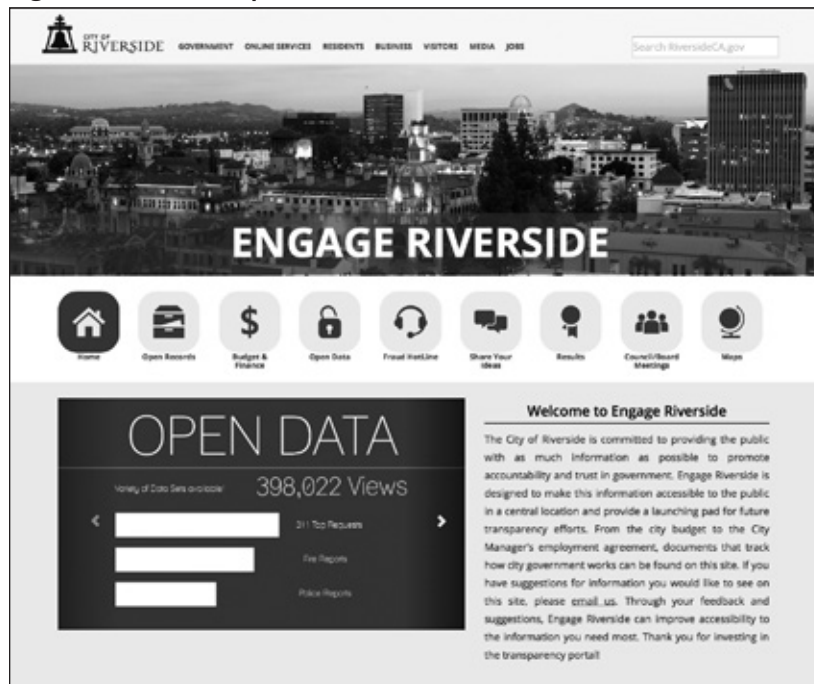 CITY OF
RIVERSIDE
GOVERNMENT ONLINE SERVICES RESIDENTS BUSINESS VISITORS MEDIA JOBS
Search RiversideCA.gov
ENGAGE RIVERSIDE
Home
Open Records
Budget &
Finance
Open Data
Fraud HotLine
Share Your
Ideas
Results
Council/Board
Meetings
Maps
OPEN DATA
Variety of Data Sets available!
398,022 Views
311 Top Requests
Fire Reports
Police Reports
Welcome to Engage Riverside
The City of Riverside is committed to providing the public
with as much information as possible to promote
accountability and trust in government. Engage Riverside is
designed to make this information accessible to the public
in a central location and provide a launching pad for future
transparency efforts. From the city budget to the City
Manager's employment agreement, documents that track
how city government works can be found on this site. If you
have suggestions for information you would like to see on
this site, please email us. Through your feedback and
suggestions, Engage Riverside can improve accessibility to
the information you need most. Thank you for investing in
the transparency portal!